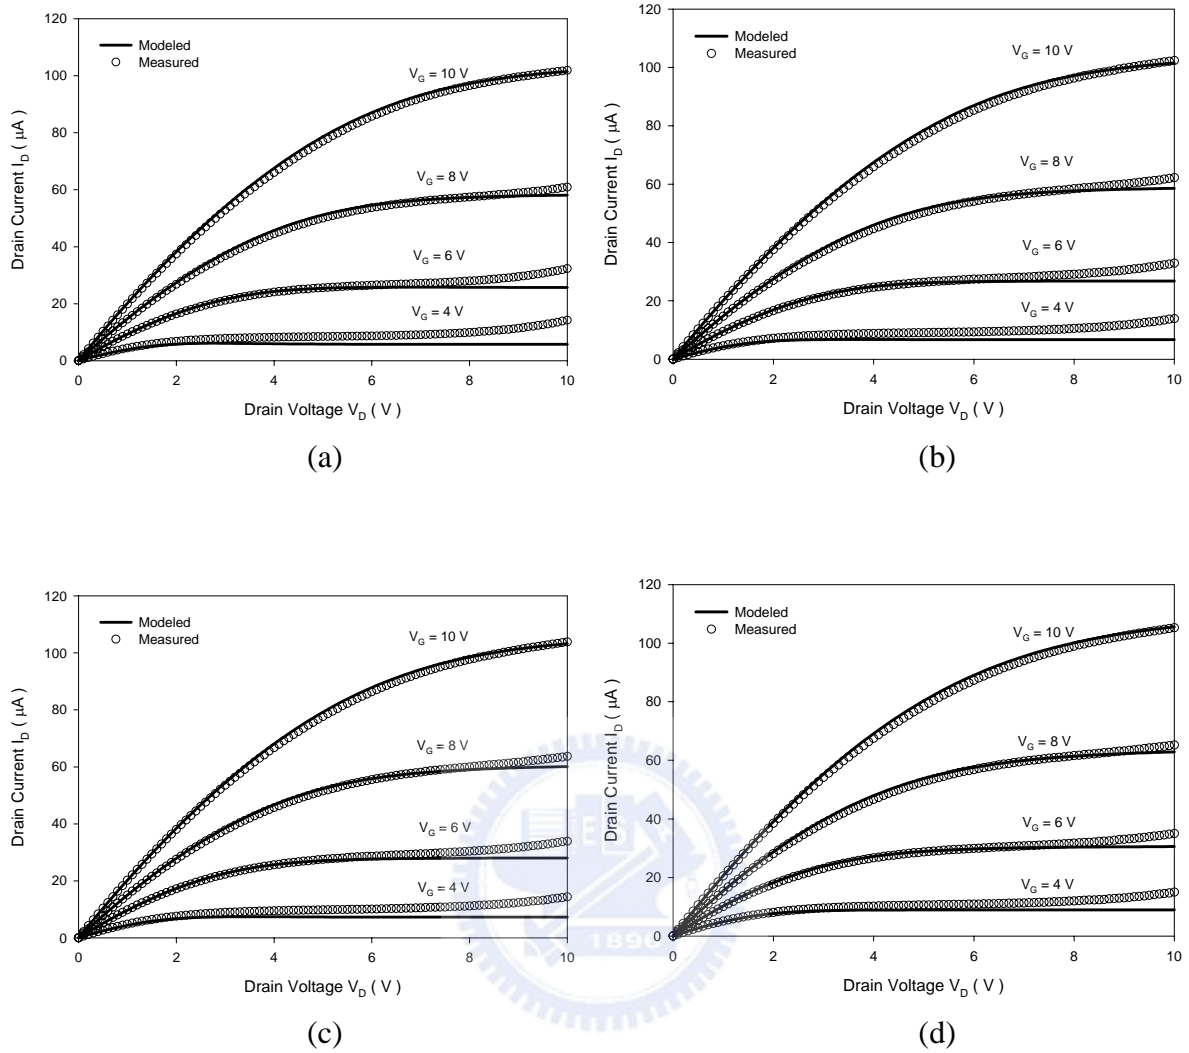 Modeled
Measured
V_G = 10 V
V_G = 8 V
V_G = 6 V
V_G = 4 V
120
100
80
60
40
20
0
0 2 4 6 8 10
Drain Current I_D ( μA )
Drain Voltage V_D ( V )
(a)
Modeled
Measured
V_G = 10 V
V_G = 8 V
V_G = 6 V
V_G = 4 V
120
100
80
60
40
20
0
0 2 4 6 8 10
Drain Current I_D ( μA )
Drain Voltage V_D ( V )
(b)
Modeled
Measured
V_G = 10 V
V_G = 8 V
V_G = 6 V
V_G = 4 V
120
100
80
60
40
20
0
0 2 4 6 8 10
Drain Current I_D ( μA )
Drain Voltage V_D ( V )
(c)
Modeled
Measured
V_G = 10 V
V_G = 8 V
V_G = 6 V
V_G = 4 V
120
100
80
60
40
20
0
0 2 4 6 8 10
Drain Current I_D ( μA )
Drain Voltage V_D ( V )
(d)
1896